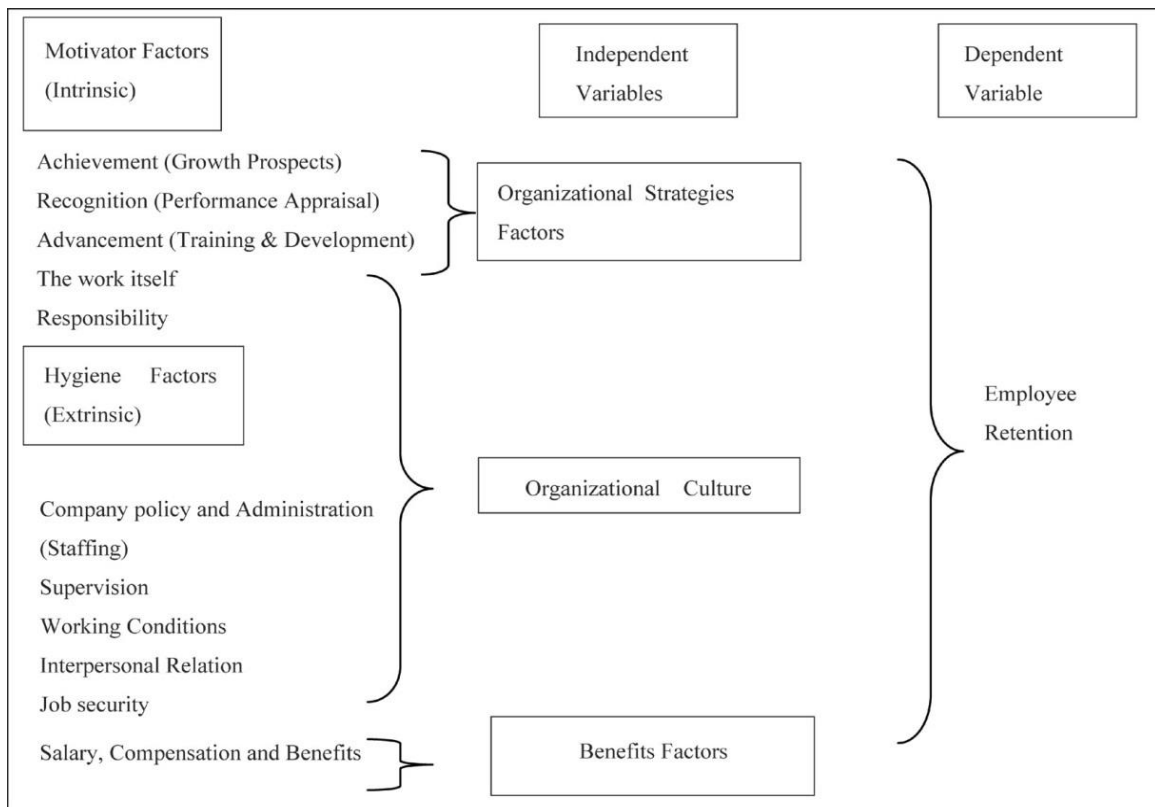 Motivator Factors
(Intrinsic)
Independent
Variables
Dependent
Variable
Achievement (Growth Prospects)
Recognition (Performance Appraisal)
Advancement (Training & Development)
The work itself
Responsibility
Organizational Strategies
Factors
Hygiene Factors
(Extrinsic)
Employee
Retention
Organizational Culture
Company policy and Administration
(Staffing)
Supervision
Working Conditions
Interpersonal Relation
Job security
Salary, Compensation and Benefits
Benefits Factors